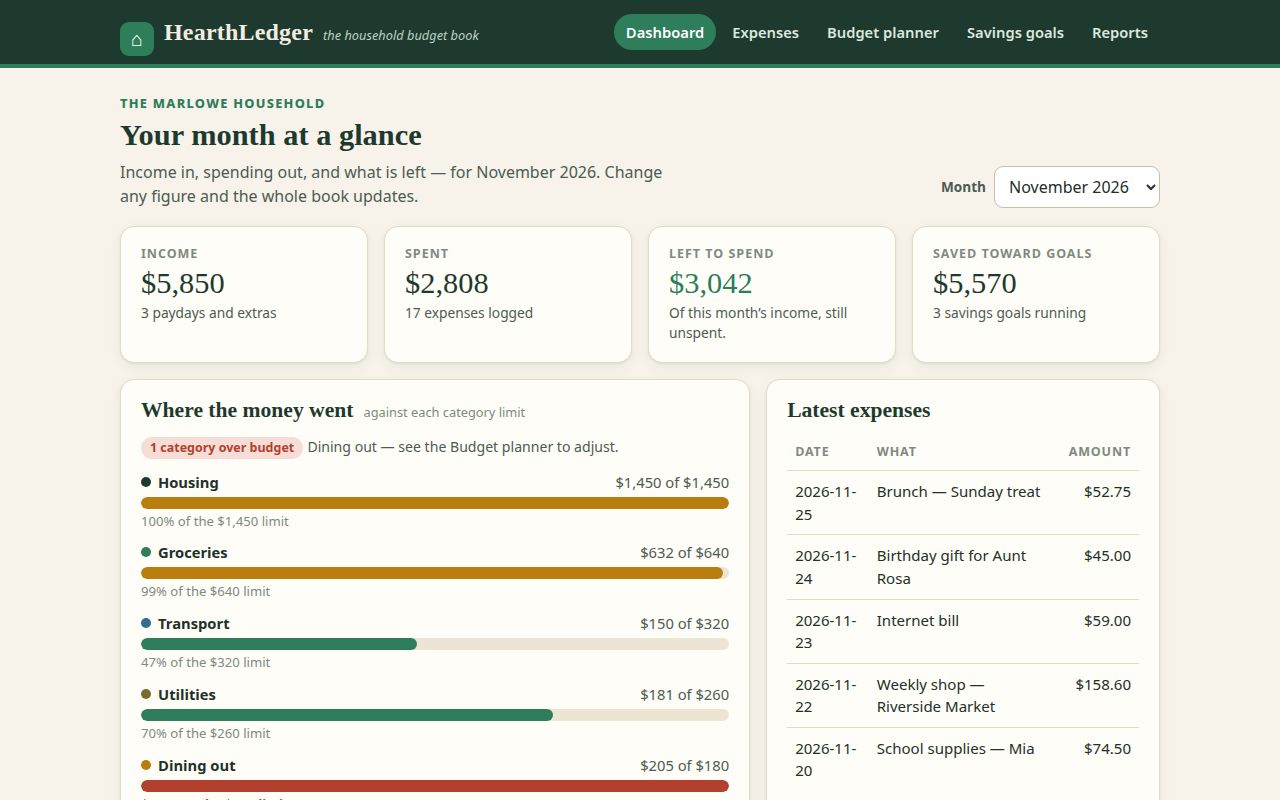 HearthLedger the household budget book
Dashboard Expenses Budget planner Savings goals Reports
THE MARLOWE HOUSEHOLD
Your month at a glance
Income in, spending out, and what is left — for November 2026. Change
any figure and the whole book updates.
Month November 2026
INCOME
$5,850
3 paydays and extras
SPENT
$2,808
17 expenses logged
LEFT TO SPEND
$3,042
Of this month's income, still
unspent.
SAVED TOWARD GOALS
$5,570
3 savings goals running
Where the money went against each category limit
1 category over budget Dining out — see the Budget planner to adjust.
Housing $1,450 of $1,450
100% of the $1,450 limit
Groceries $632 of $640
99% of the $640 limit
Transport $150 of $320
47% of the $320 limit
Utilities $181 of $260
70% of the $260 limit
Dining out $205 of $180
Latest expenses
DATE WHAT AMOUNT
2026-11- Brunch — Sunday treat $52.75
25
2026-11- Birthday gift for Aunt $45.00
24 Rosa
2026-11- Internet bill $59.00
23
2026-11- Weekly shop — $158.60
22 Riverside Market
2026-11- School supplies — Mia $74.50
20